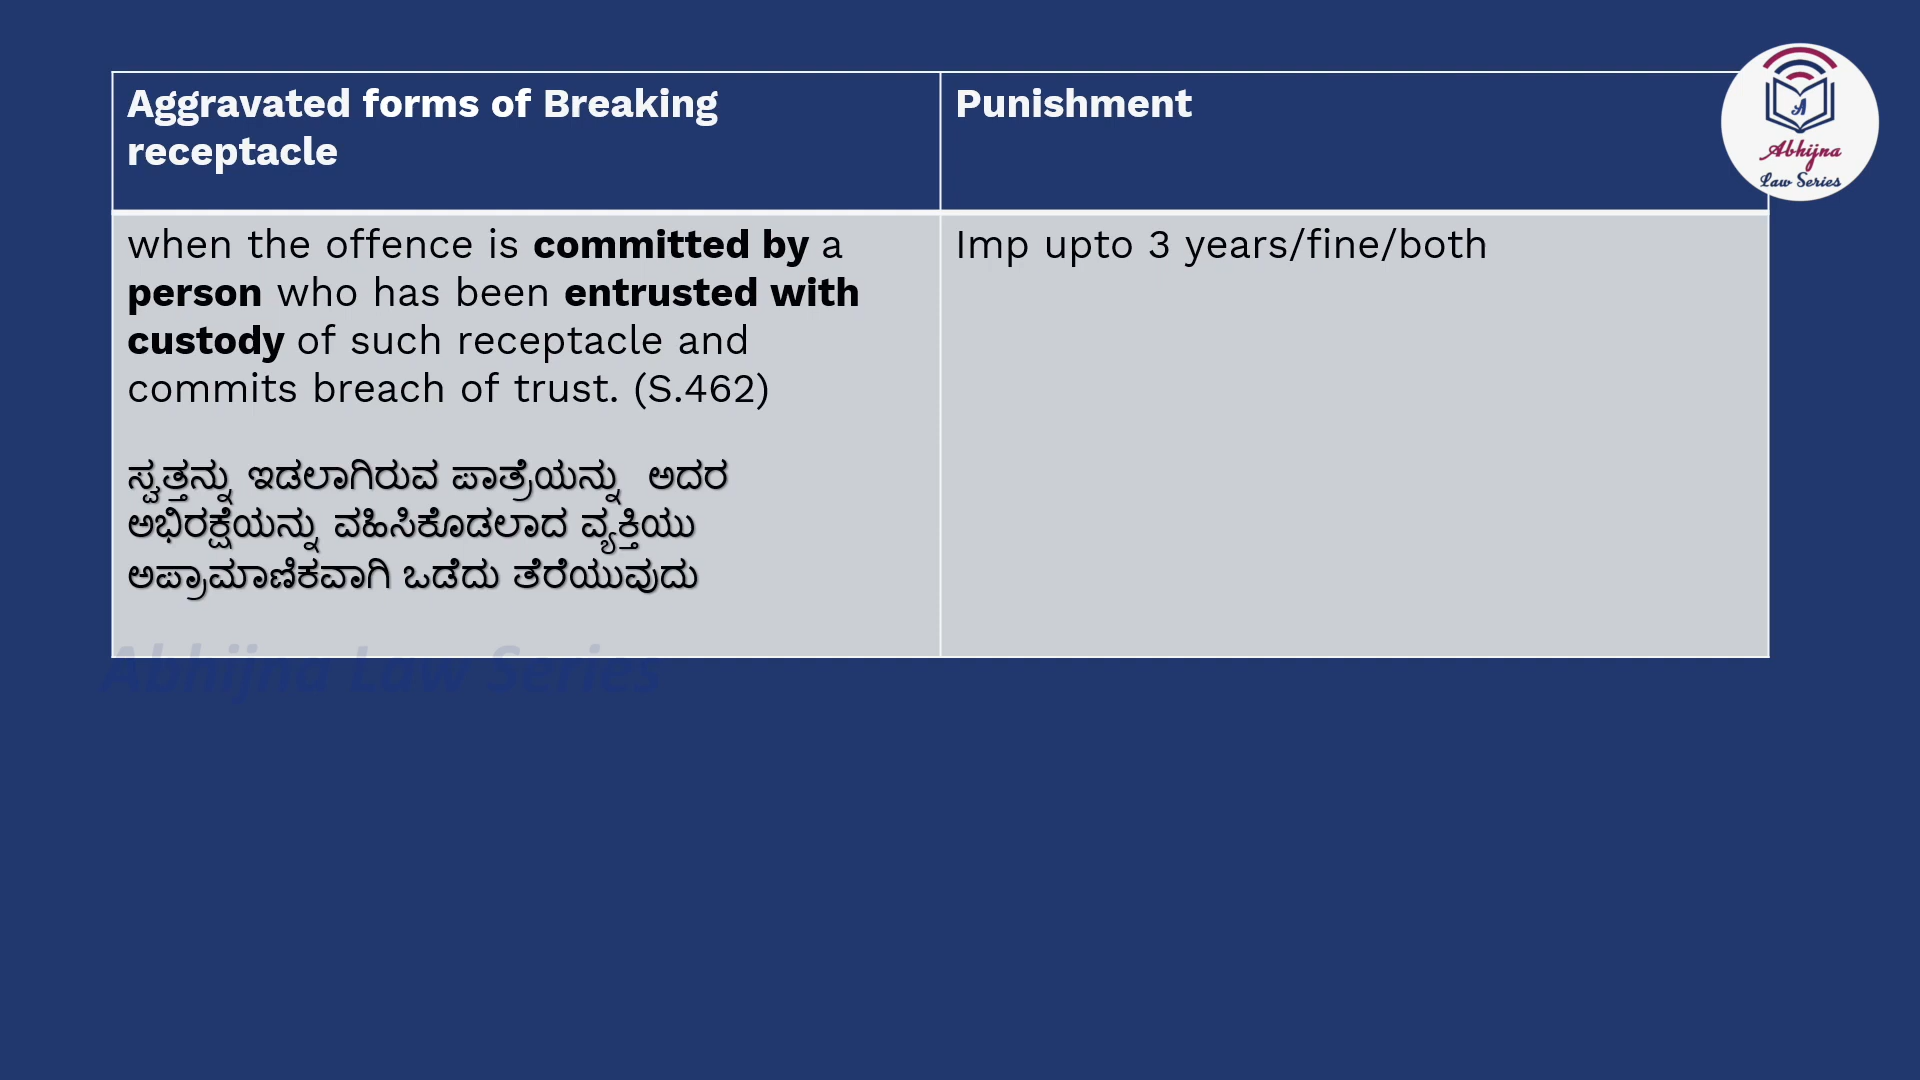 Aggravated forms of Breaking
receptacle
Punishment
when the offence is committed by a
person who has been entrusted with
custody of such receptacle and
commits breach of trust. (S.462)
ಸ್ವತ್ತನ್ನು ಇಡಲಾಗಿರುವ ಪಾತ್ರೆಯನ್ನು ಅದರ
ಅಭಿರಕ್ಷೆಯನ್ನು ವಹಿಸಿಕೊಡಲಾದ ವ್ಯಕ್ತಿಯು
ಅಪ್ರಾಮಾಣಿಕವಾಗಿ ಒಡೆದು ತೆರೆಯುವುದು
Imp upto 3 years/fine/both
A
Abhijna
Law Series
Abhijna Law Series